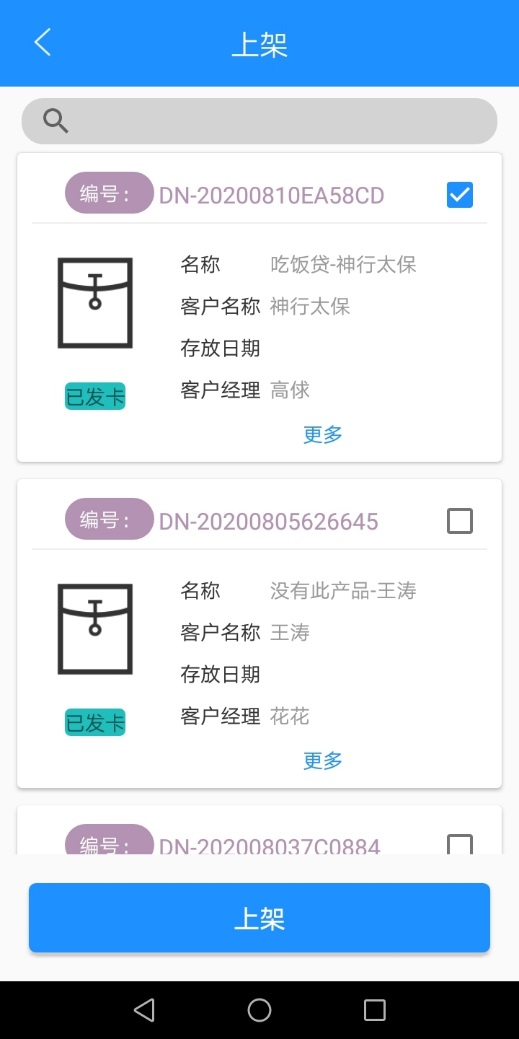 上架
编号： DN-20200810EA58CD
名称 吃饭贷-神行太保
客户名称 神行太保
存放日期
客户经理 高俅
已发卡
更多
编号： DN-20200805626645
名称 没有此产品-王涛
客户名称 王涛
存放日期
客户经理 花花
已发卡
更多
编号： DN-202008037C0884
上架